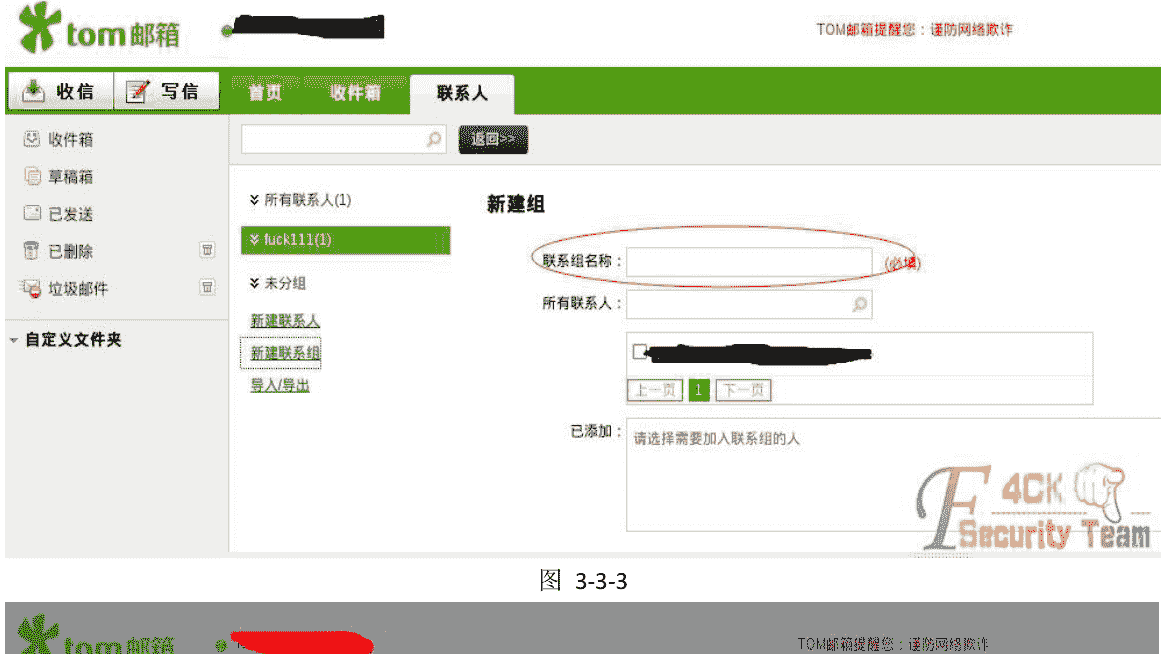 tom邮箱
TOM邮箱提醒您：谨防网络欺诈
收信 写信 首页 收件箱 联系人
返回>>
收件箱
草稿箱
已发送
已删除
垃圾邮件
自定义文件夹
所有联系人(1)
fuck111(1)
未分组
新建联系人
新建联系组
导入/导出
新建组
联系组名称： (必填)
所有联系人：
上一页 1 下一页
已添加： 请选择需要加入联系组的人
F4CK
Security Team
图 3-3-3
tom邮箱
TOM邮箱提醒您：谨防网络欺诈